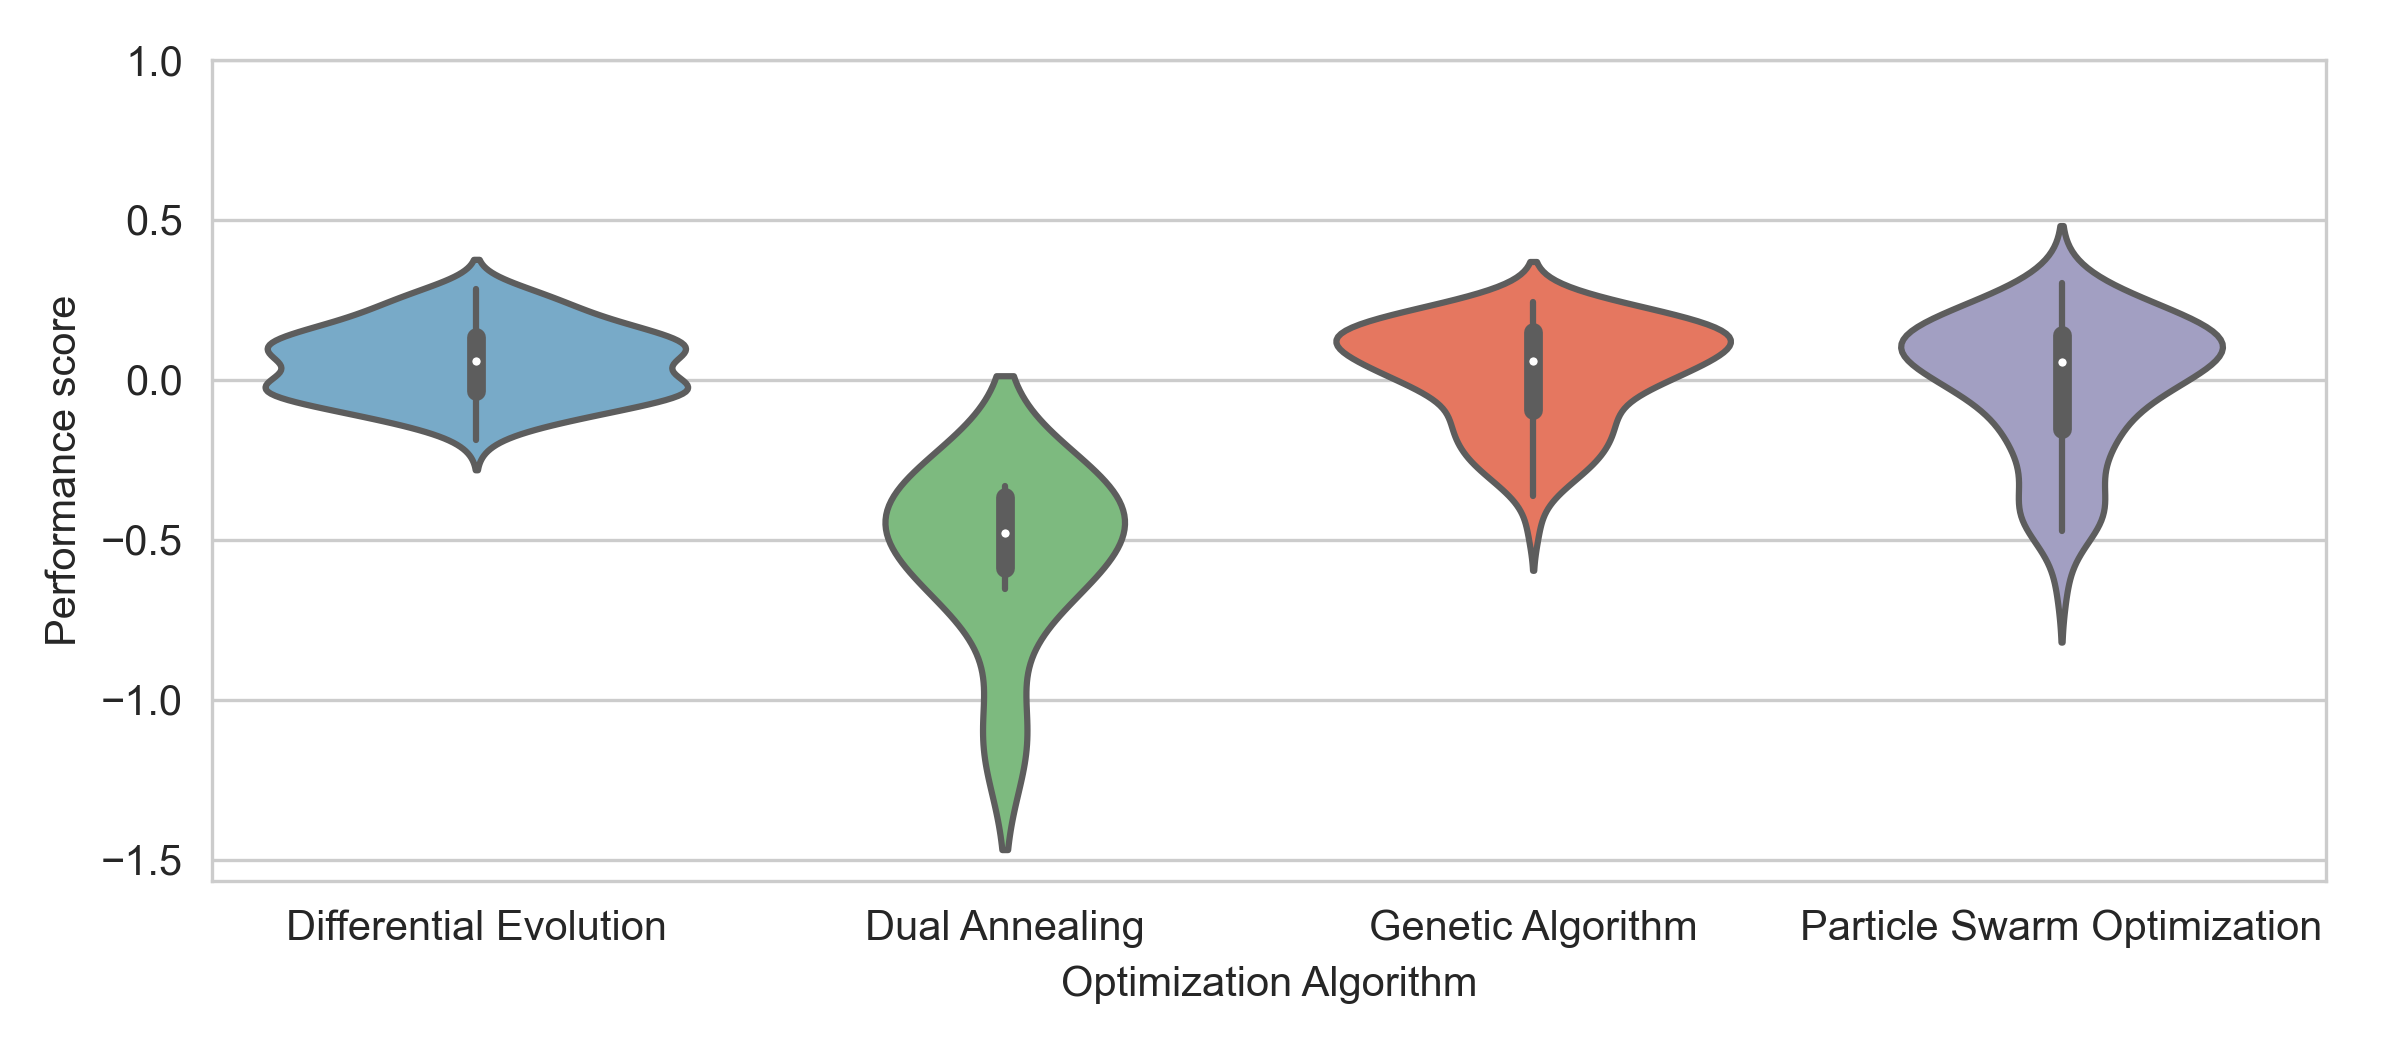 Performance score
1.0
0.5
0.0
−0.5
−1.0
−1.5
Differential Evolution
Dual Annealing
Genetic Algorithm
Particle Swarm Optimization
Optimization Algorithm